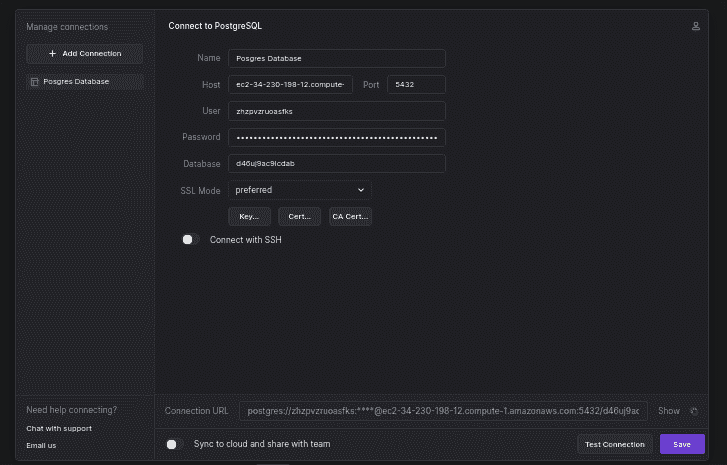 Manage connections
+ Add Connection
Posgres Database
Need help connecting?
Chat with support
Email us
Connect to PostgreSQL
Name Posgres Database
Host ec2-34-230-198-12.compute- Port 5432
User zhzpvzruoasfks
Password ••••••••••••••••••••••••••••••••••••••••••••••••
Database d46uj9ac9icdab
SSL Mode preferred
Key... Cert... CA Cert...
Connect with SSH
Connection URL postgres://zhzpvzruoasfks:****@ec2-34-230-198-12.compute-1.amazonaws.com:5432/d46uj9ac Show
Sync to cloud and share with team Test Connection Save